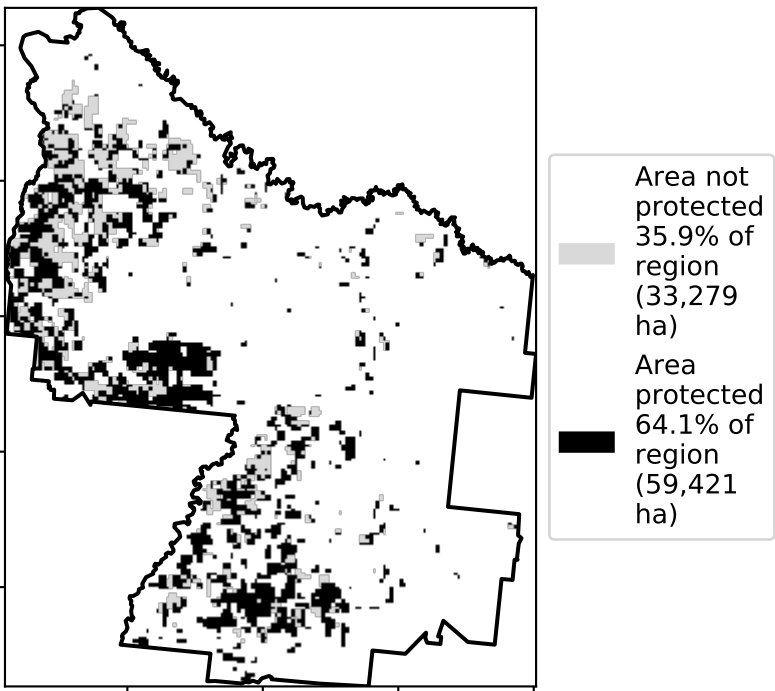 Area not
protected
35.9% of
region
(33,279
ha)
Area
protected
64.1% of
region
(59,421
ha)